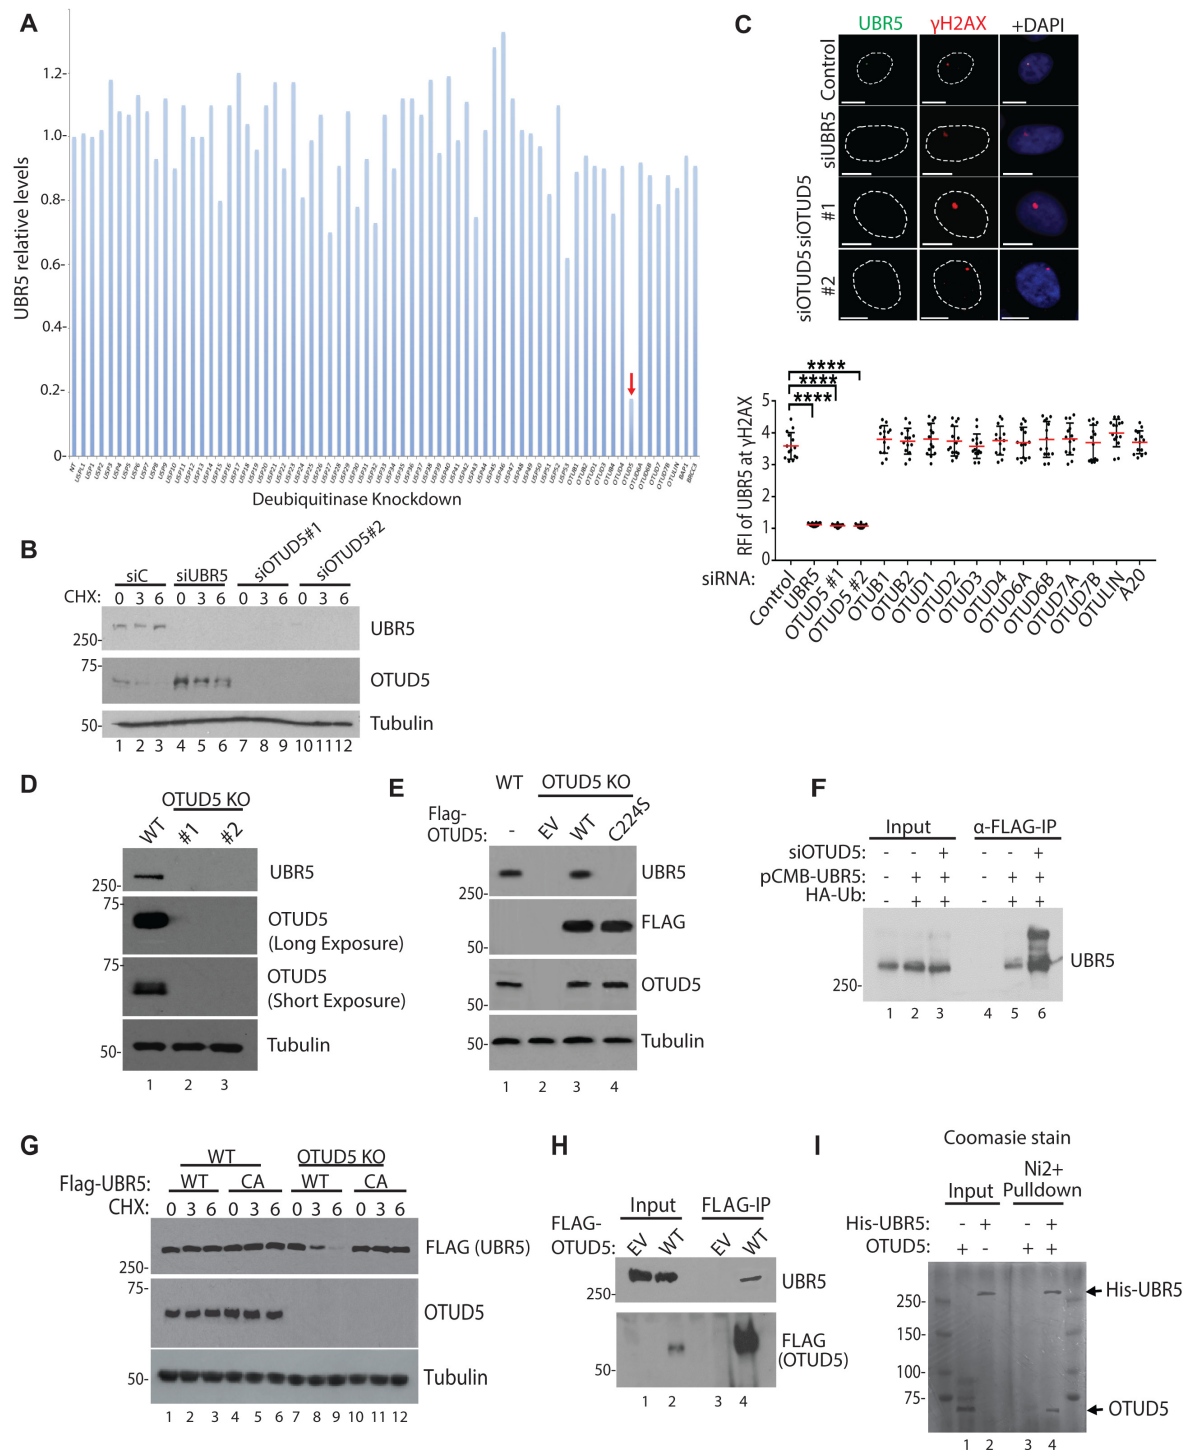 A
UBR5 relative levels
1.2-
1.0-
0.8-
0.6-
0.4-
0.2-
0
NT
Deubiquitinase Knockdown
B
siC siUBR5 siOTUD5#1 siOTUD5#2
CHX: 0 3 6 0 3 6 0 3 6 0 3 6
250- UBR5
75-
OTUD5
50- Tubulin
1 2 3 4 5 6 7 8 9 10 11 12
C
UBR5 γH2AX +DAPI
Control
siUBR5
siOTUD5 #1
siOTUD5 #2
**** 
****
****
RFI of UBR5 at γH2AX
5
4
3
2
1
0
siRNA: Control UBR5 OTUD5 #1 OTUD5 #2 OTUB1 OTUB2 OTUD1 OTUD2 OTUD3 OTUD4 OTUD6A OTUD6B OTUD7A OTUD7B OTULIN A20
D
OTUD5 KO
WT #1 #2
250- UBR5
75-
OTUD5
(Long Exposure)
75-
OTUD5
(Short Exposure)
50- Tubulin
1 2 3
E
WT OTUD5 KO
Flag-
OTUD5: - EV WT C224S
250- UBR5
FLAG
50-
OTUD5
50-
50- Tubulin
1 2 3 4
F
Input α-FLAG-IP
siOTUD5: - - + - - +
pCMB-UBR5: - + + - + +
HA-Ub: - + + - + +
UBR5
250-
1 2 3 4 5 6
G
WT OTUD5 KO
Flag-UBR5: WT CA WT CA
CHX: 0 3 6 0 3 6 0 3 6 0 3 6
FLAG (UBR5)
250-
75-
OTUD5
50- Tubulin
1 2 3 4 5 6 7 8 9 10 11 12
H
Input FLAG-IP
FLAG-
OTUD5: EV WT EV WT
UBR5
250-
FLAG
(OTUD5)
50-
1 2 3 4
I
Coomasie stain
Ni2+
Input Pulldown
His-UBR5: - + - +
OTUD5: + - + +
His-UBR5
250-
150-
100-
75-
OTUD5
1 2 3 4